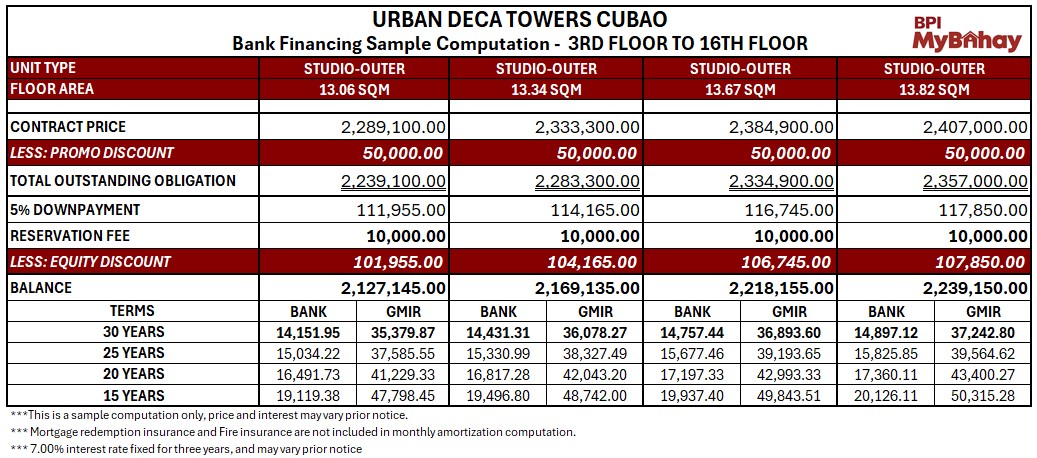 URBAN DECA TOWERS CUBAO
Bank Financing Sample Computation - 3RD FLOOR TO 16TH FLOOR
BPI
MyBahay
UNIT TYPE STUDIO-OUTER STUDIO-OUTER STUDIO-OUTER STUDIO-OUTER
FLOOR AREA 13.06 SQM 13.34 SQM 13.67 SQM 13.82 SQM
CONTRACT PRICE 2,289,100.00 2,333,300.00 2,384,900.00 2,407,000.00
LESS: PROMO DISCOUNT 50,000.00 50,000.00 50,000.00 50,000.00
TOTAL OUTSTANDING OBLIGATION 2,239,100.00 2,283,300.00 2,334,900.00 2,357,000.00
5% DOWNPAYMENT 111,955.00 114,165.00 116,745.00 117,850.00
RESERVATION FEE 10,000.00 10,000.00 10,000.00 10,000.00
LESS: EQUITY DISCOUNT 101,955.00 104,165.00 106,745.00 107,850.00
BALANCE 2,127,145.00 2,169,135.00 2,218,155.00 2,239,150.00
TERMS BANK GMIR BANK GMIR BANK GMIR BANK GMIR
30 YEARS 14,151.95 35,379.87 14,431.31 36,078.27 14,757.44 36,893.60 14,897.12 37,242.80
25 YEARS 15,034.22 37,585.55 15,330.99 38,327.49 15,677.46 39,193.65 15,825.85 39,564.62
20 YEARS 16,491.73 41,229.33 16,817.28 42,043.20 17,197.33 42,993.33 17,360.11 43,400.27
15 YEARS 19,119.38 47,798.45 19,496.80 48,742.00 19,937.40 49,843.51 20,126.11 50,315.28
***This is a sample computation only, price and interest may vary prior notice.
*** Mortgage redemption insurance and Fire insurance are not included in monthly amortization computation.
*** 7.00% interest rate fixed for three years, and may vary prior notice